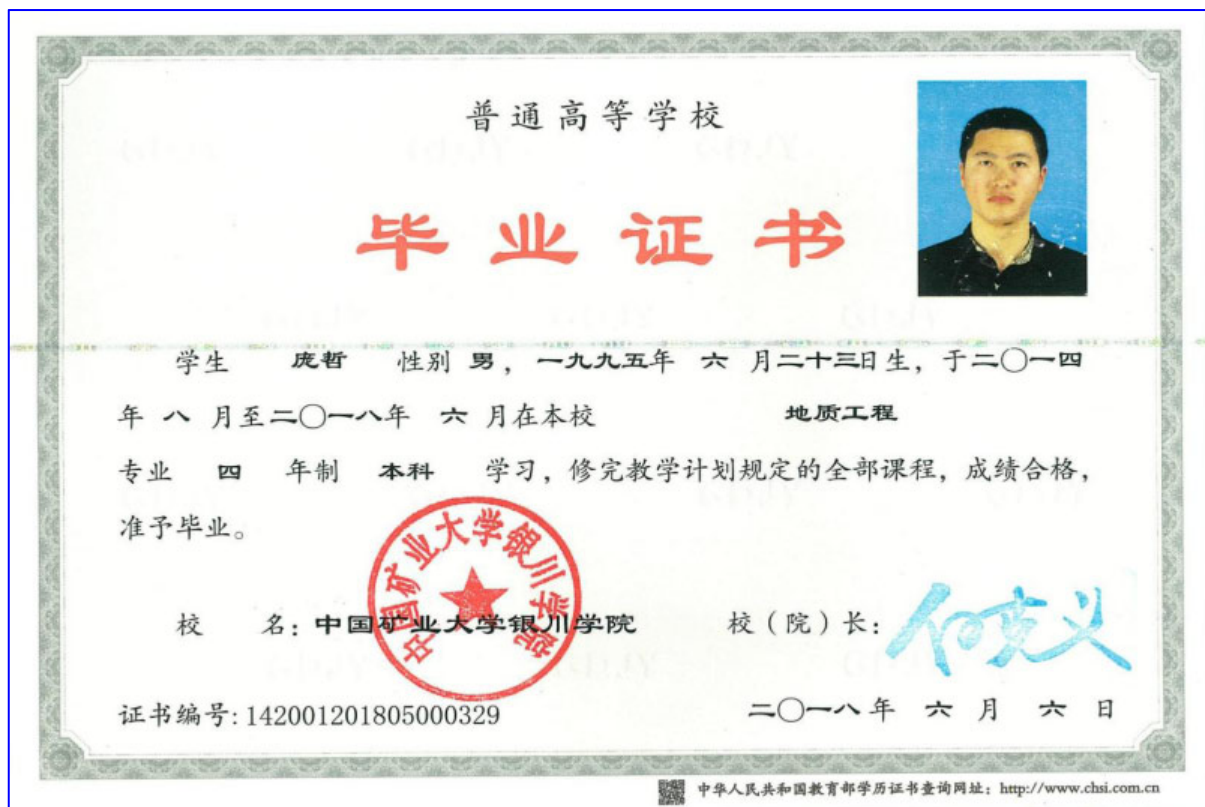 普通高等学校
毕业证书
学生 庞哲 性别 男，一九九五年 六 月二十三日生，于二〇一四
年 八 月至二〇一八年 六 月在本校 地质工程
专业 四 年制 本科 学习，修完教学计划规定的全部课程，成绩合格，
准予毕业。
中国矿业大学银川学院
校 名：中国矿业大学银川学院 校（院）长：
证书编号：142001201805000329 二〇一八年 六 月 六 日
中华人民共和国教育部学历证书查询网址：http://www.chsi.com.cn